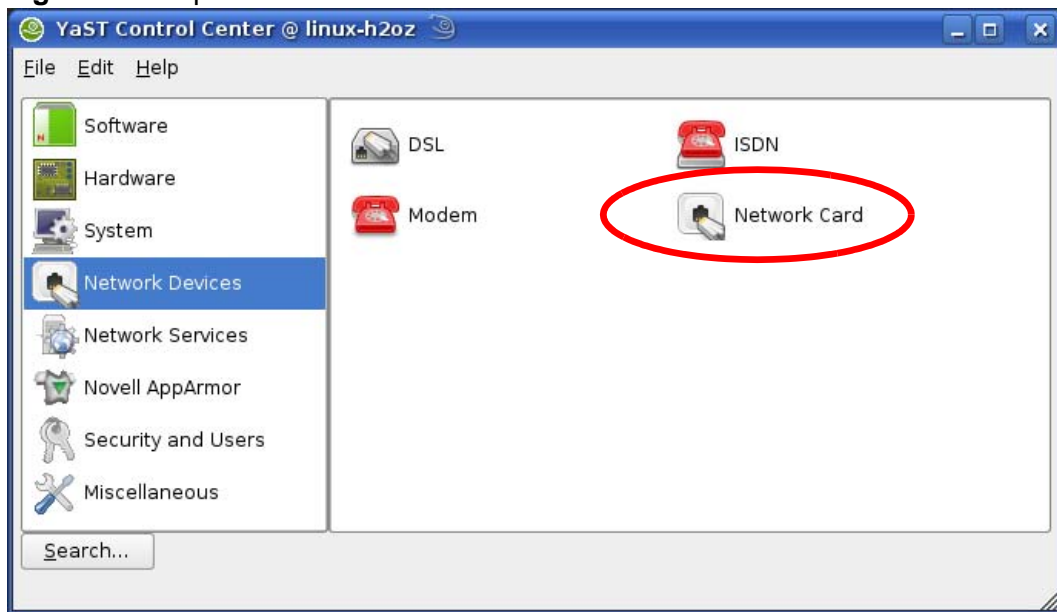 YaST Control Center @ linux-h2oz
File Edit Help
Software
Hardware
System
Network Devices
Network Services
Novell AppArmor
Security and Users
Miscellaneous
DSL
ISDN
Modem
Network Card
Search...